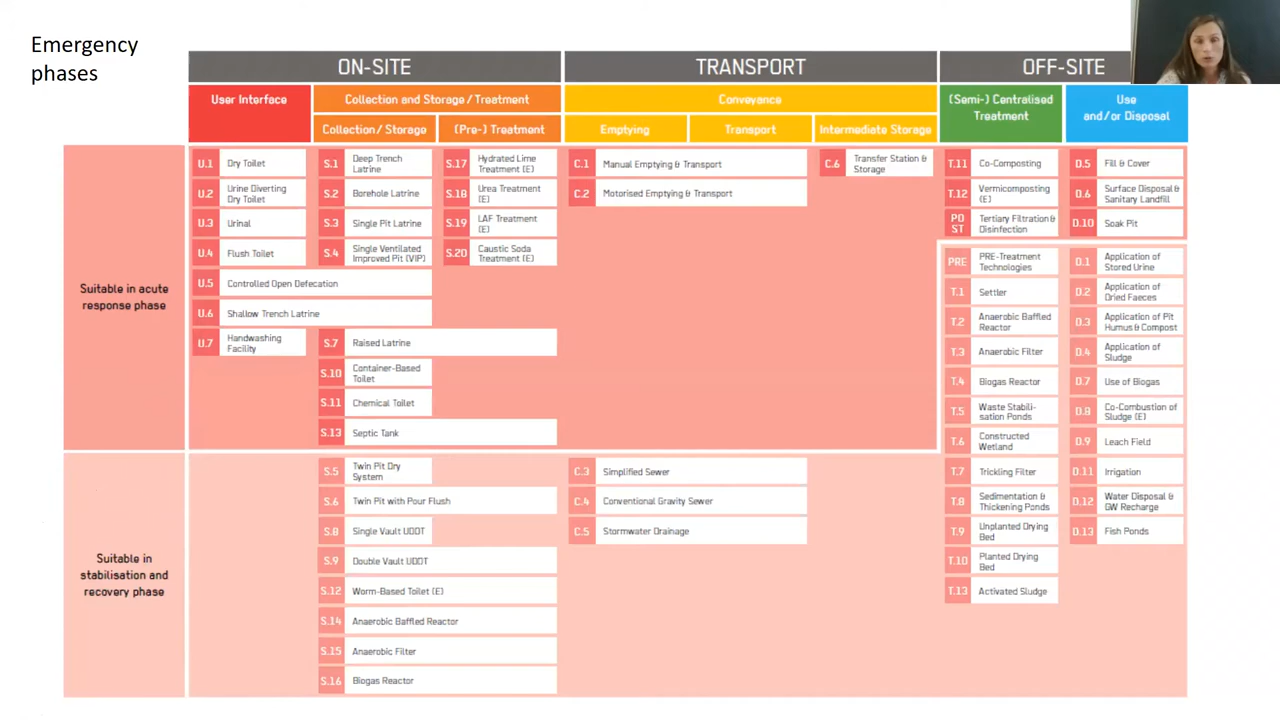 Emergency
phases
ON-SITE
TRANSPORT
OFF-SITE
User Interface
Collection and Storage / Treatment
Conveyance
(Semi-) Centralised
Treatment
Use
and/or Disposal
Collection/ Storage
(Pre-) Treatment
Emptying
Transport
Intermediate Storage
Suitable in acute
response phase
U.1 Dry Toilet
U.2 Urine Diverting
Dry Toilet
U.3 Urinal
U.4 Flush Toilet
U.5 Controlled Open Defecation
U.6 Shallow Trench Latrine
U.7 Handwashing
Facility
S.1 Deep Trench
Latrine
S.2 Borehole Latrine
S.3 Single Pit Latrine
S.4 Single Ventilated
Improved Pit (VIP)
S.7 Raised Latrine
S.10 Container-Based
Toilet
S.11 Chemical Toilet
S.13 Septic Tank
S.17 Hydrated Lime
Treatment (E)
S.18 Urea Treatment
(E)
S.19 LAF Treatment
(E)
S.20 Caustic Soda
Treatment (E)
C.1 Manual Emptying & Transport
C.2 Motorised Emptying & Transport
C.6 Transfer Station &
Storage
T.11 Co-Composting
T.12 Vermicomposting
(E)
PO
ST
Tertiary Filtration &
Disinfection
D.5 Fill & Cover
D.6 Surface Disposal &
Sanitary Landfill
D.10 Soak Pit
Suitable in
stabilisation and
recovery phase
S.5 Twin Pit Dry
System
S.6 Twin Pit with Pour Flush
S.8 Single Vault UDDT
S.9 Double Vault UDDT
S.12 Worm-Based Toilet (E)
S.14 Anaerobic Baffled Reactor
S.15 Anaerobic Filter
S.16 Biogas Reactor
C.3 Simplified Sewer
C.4 Conventional Gravity Sewer
C.5 Stormwater Drainage
PRE PRE-Treatment
Technologies
T.1 Settler
T.2 Anaerobic Baffled
Reactor
T.3 Anaerobic Filter
T.4 Biogas Reactor
T.5 Waste Stabili-
sation Ponds
T.6 Constructed
Wetland
T.7 Trickling Filter
T.8 Sedimentation &
Thickening Ponds
T.9 Unplanted Drying
Bed
T.10 Planted Drying
Bed
T.13 Activated Sludge
D.1 Application of
Stored Urine
D.2 Application of
Dried Faeces
D.3 Application of Pit
Humus & Compost
D.4 Application of
Sludge
D.7 Use of Biogas
D.8 Co-Combustion of
Sludge (E)
D.9 Leach Field
D.11 Irrigation
D.12 Water Disposal &
GW Recharge
D.13 Fish Ponds